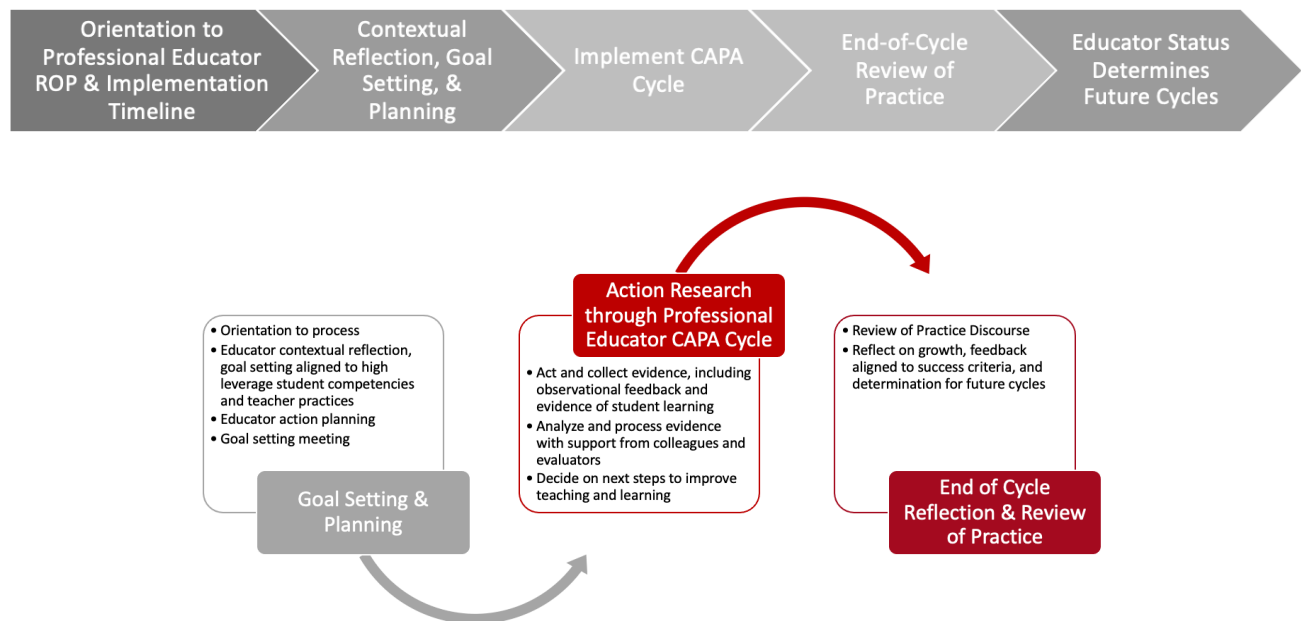 Orientation to
Professional Educator
ROP & Implementation
Timeline
Contextual
Reflection, Goal
Setting, &
Planning
Implement CAPA
Cycle
End-of-Cycle
Review of
Practice
Educator Status
Determines
Future Cycles
• Orientation to process
• Educator contextual reflection,
goal setting aligned to high
leverage student competencies
and teacher practices
• Educator action planning
• Goal setting meeting
Goal Setting &
Planning
Action Research
through Professional
Educator CAPA Cycle
• Act and collect evidence, including
observational feedback and
evidence of student learning
• Analyze and process evidence
with support from colleagues and
evaluators
• Decide on next steps to improve
teaching and learning
• Review of Practice Discourse
• Reflect on growth, feedback
aligned to success criteria, and
determination for future cycles
End of Cycle
Reflection & Review
of Practice